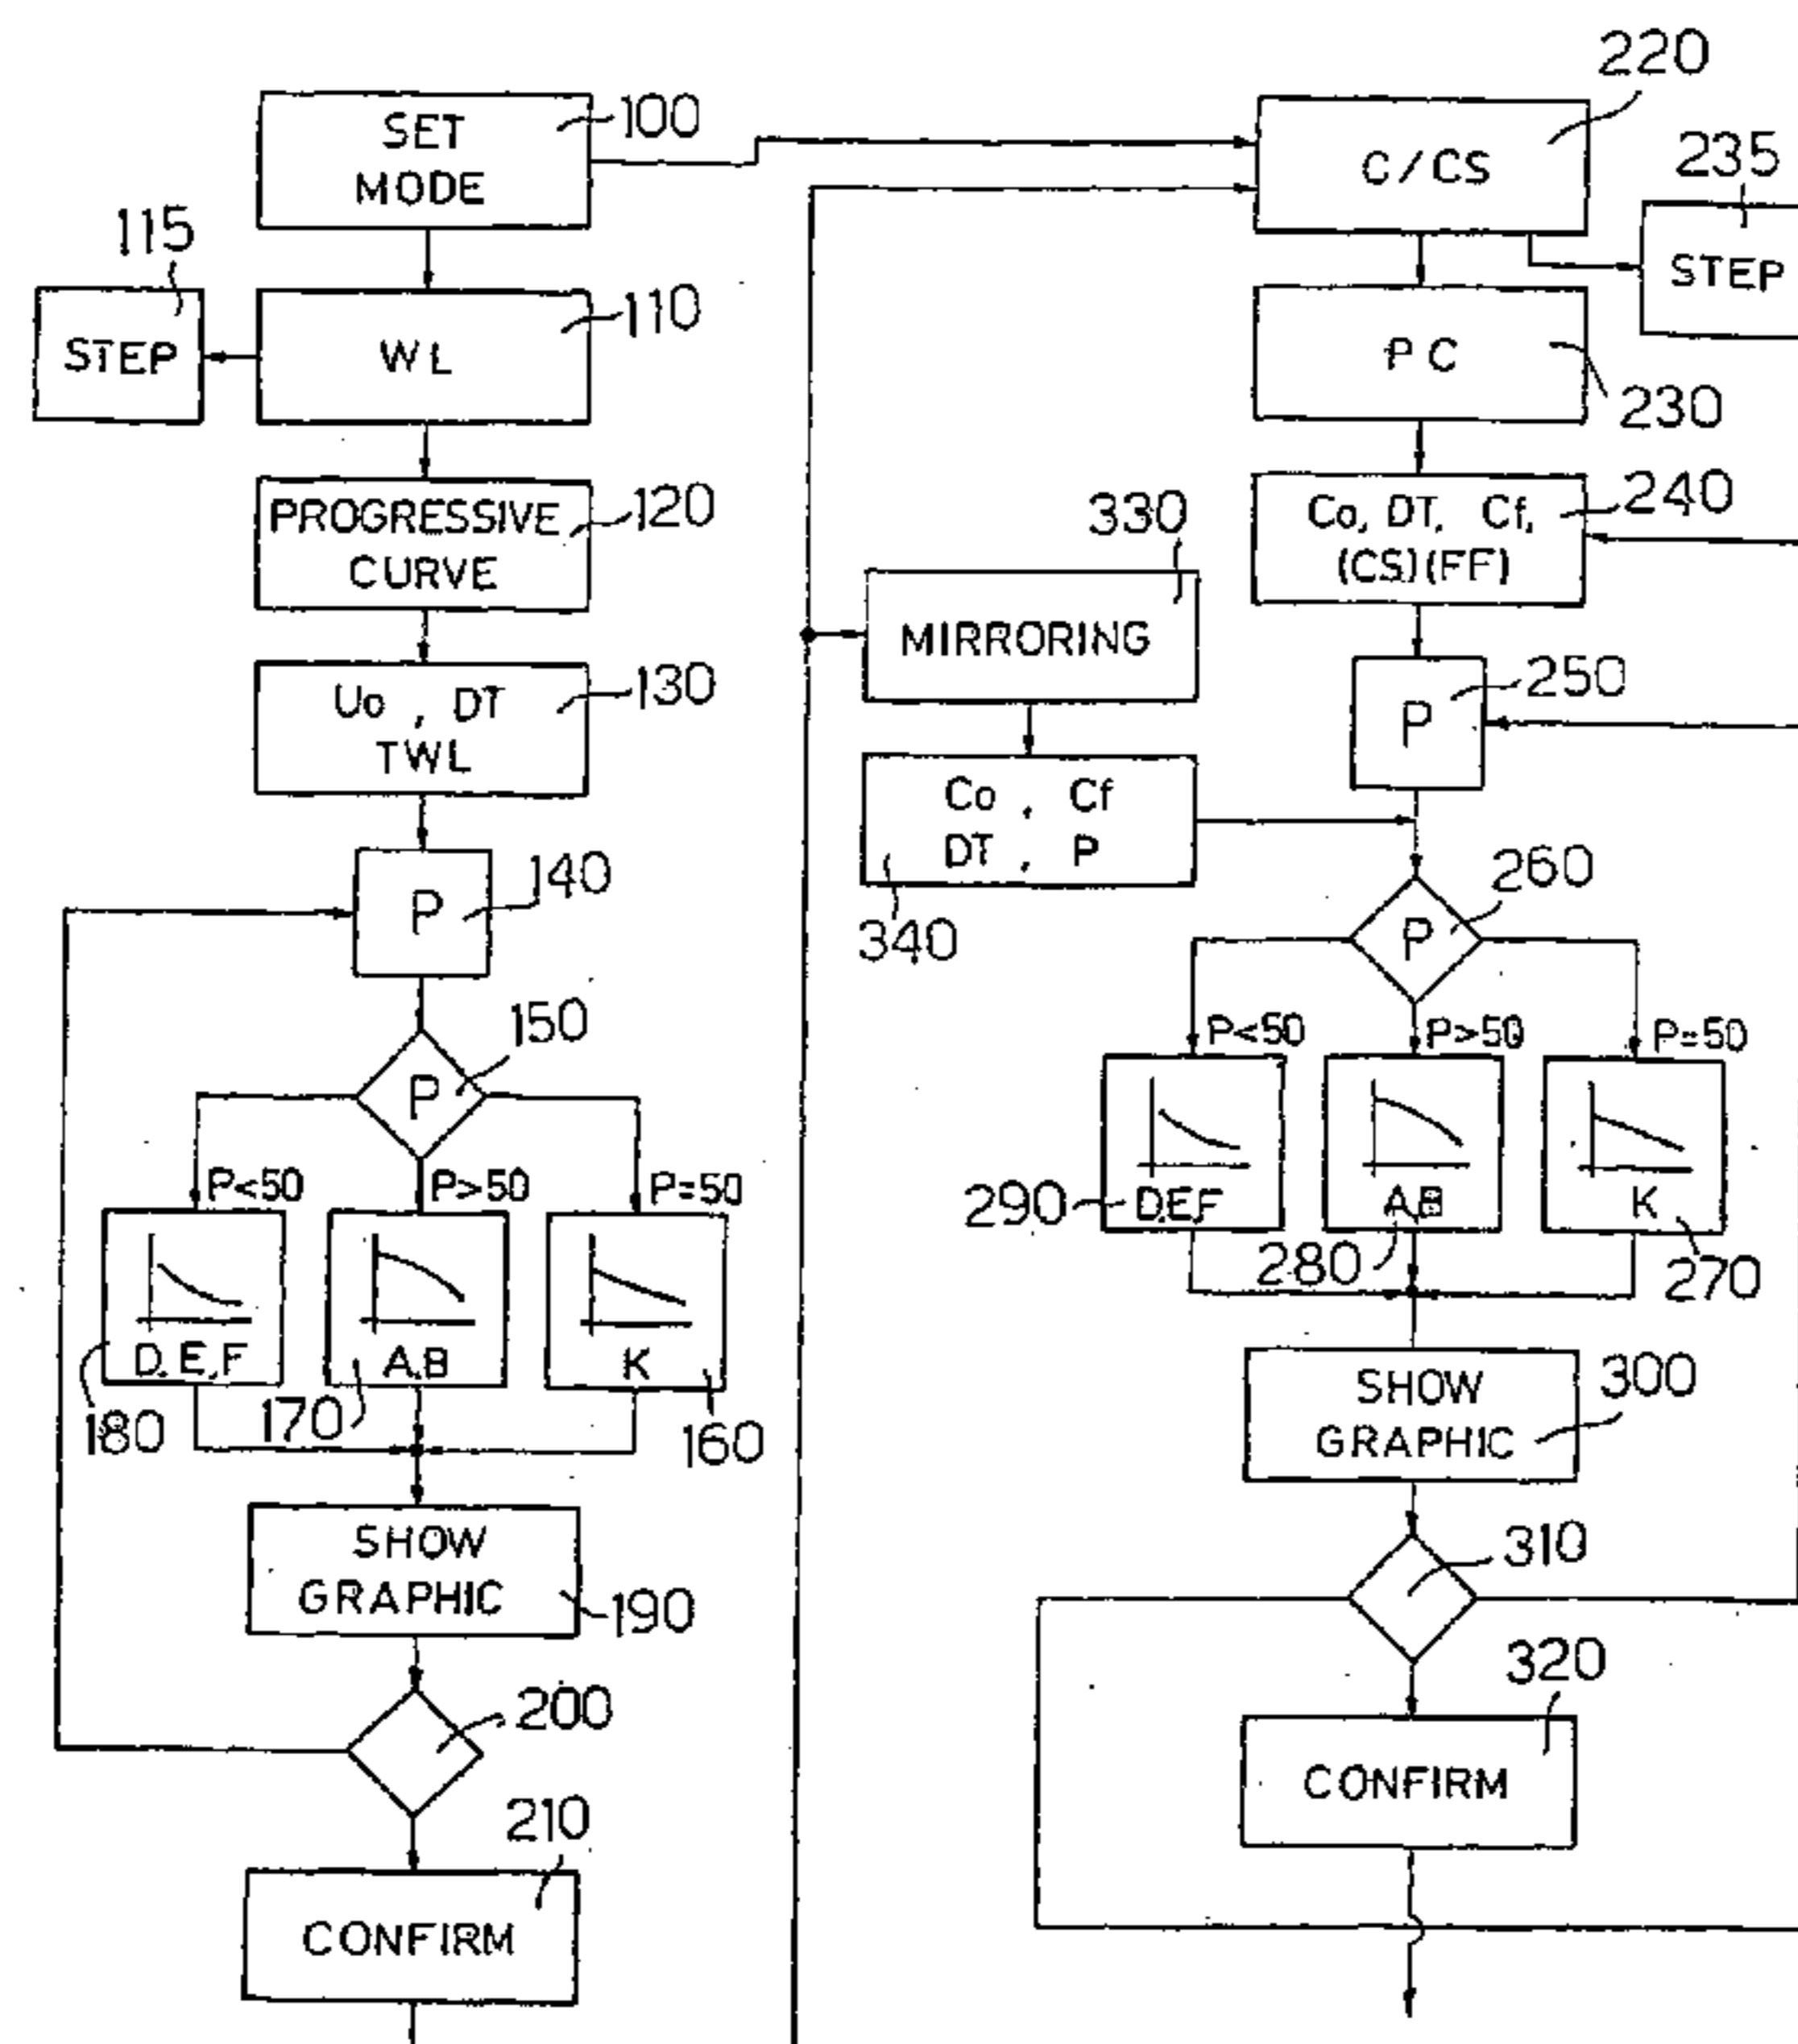 SET
MODE
100
115
STEP
WL
110
PROGRESSIVE
CURVE
120
Uo , DT
TWL
130
P
140
P
150
P<50
P>50
P=50
D.E.F
A.B
K
180
170
160
SHOW
GRAPHIC
190
200
210
CONFIRM
220
C/CS
235
STEP
PC
230
Co, DT, Cf,
(CS)(FF)
240
330
MIRRORING
P
250
Co , Cf
DT , P
340
P
260
P<50
P>50
P=50
D.E.F
A.B
K
290
280
270
SHOW
GRAPHIC
300
310
320
CONFIRM